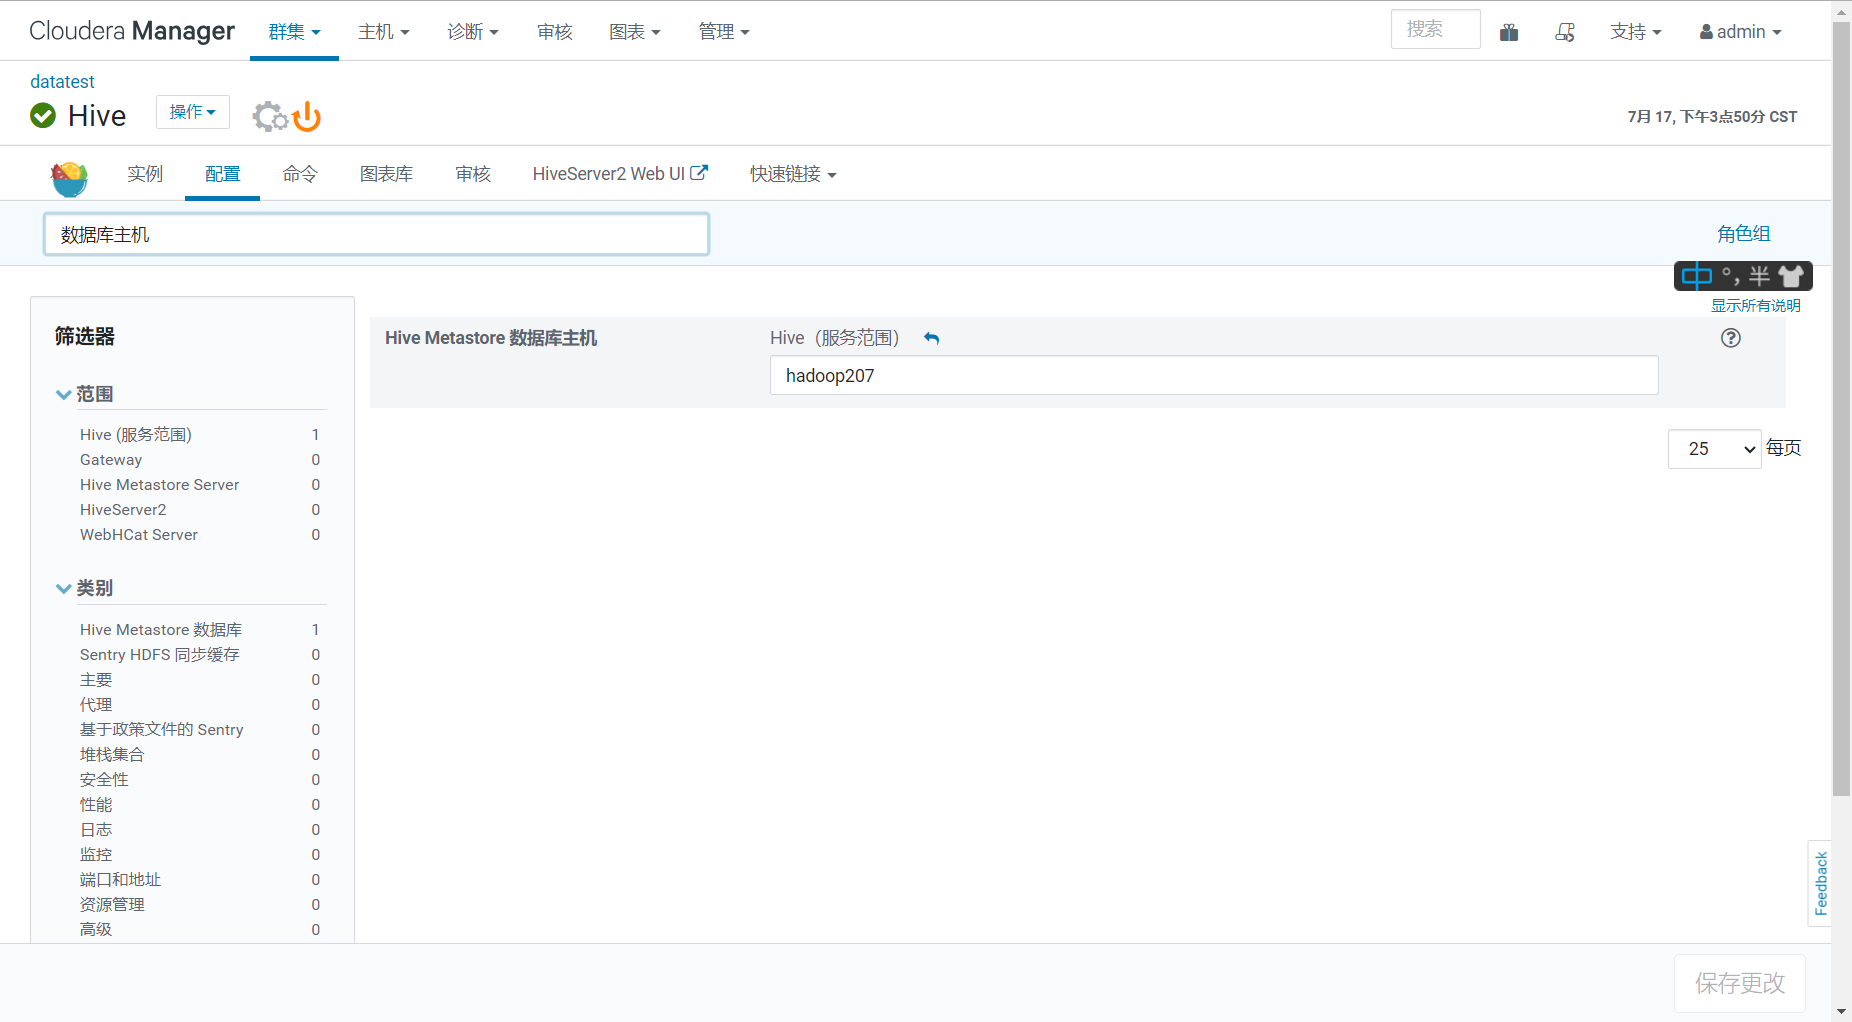 Cloudera Manager 群集 主机 诊断 审核 图表 管理 搜索 支持 admin
datatest
Hive 操作 7月 17, 下午3点50分 CST
实例 配置 命令 图表库 审核 HiveServer2 Web UI 快速链接
数据库主机 角色组
中 °, 半
显示所有说明
筛选器
范围
Hive (服务范围) 1
Gateway 0
Hive Metastore Server 0
HiveServer2 0
WebHCat Server 0
类别
Hive Metastore 数据库 1
Sentry HDFS 同步缓存 0
主要 0
代理 0
基于政策文件的 Sentry 0
堆栈集合 0
安全性 0
性能 0
日志 0
监控 0
端口和地址 0
资源管理 0
高级 0
Hive Metastore 数据库主机 Hive（服务范围） ?
hadoop207
25 每页
Feedback
保存更改